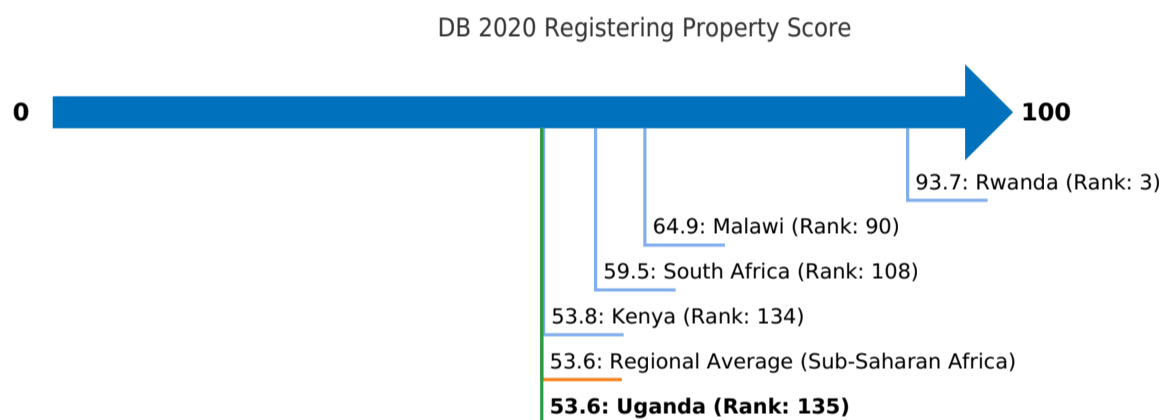 DB 2020 Registering Property Score
0
100
93.7: Rwanda (Rank: 3)
64.9: Malawi (Rank: 90)
59.5: South Africa (Rank: 108)
53.8: Kenya (Rank: 134)
53.6: Regional Average (Sub-Saharan Africa)
53.6: Uganda (Rank: 135)